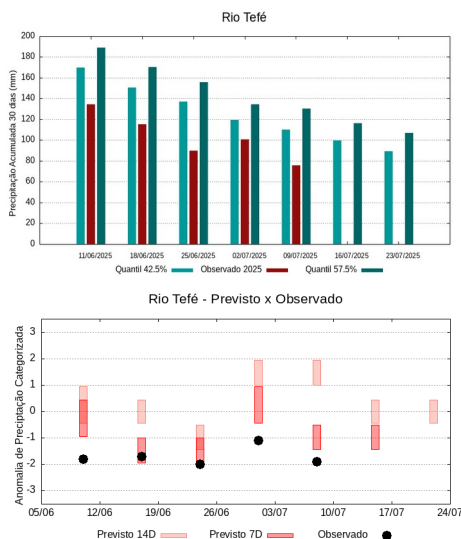 Rio Tefé
Precipitação Acumulada 30 dias (mm)
200
180
160
140
120
100
80
60
40
20
0
11/06/2025 18/06/2025 25/06/2025 02/07/2025 09/07/2025 16/07/2025 23/07/2025
Quantil 42.5% Observado 2025 Quantil 57.5%
Rio Tefé - Previsto x Observado
Anomalia de Precipitação Categorizada
3
2
1
0
-1
-2
-3
05/06 12/06 19/06 26/06 03/07 10/07 17/07 24/07
Previsto 14D Previsto 7D Observado